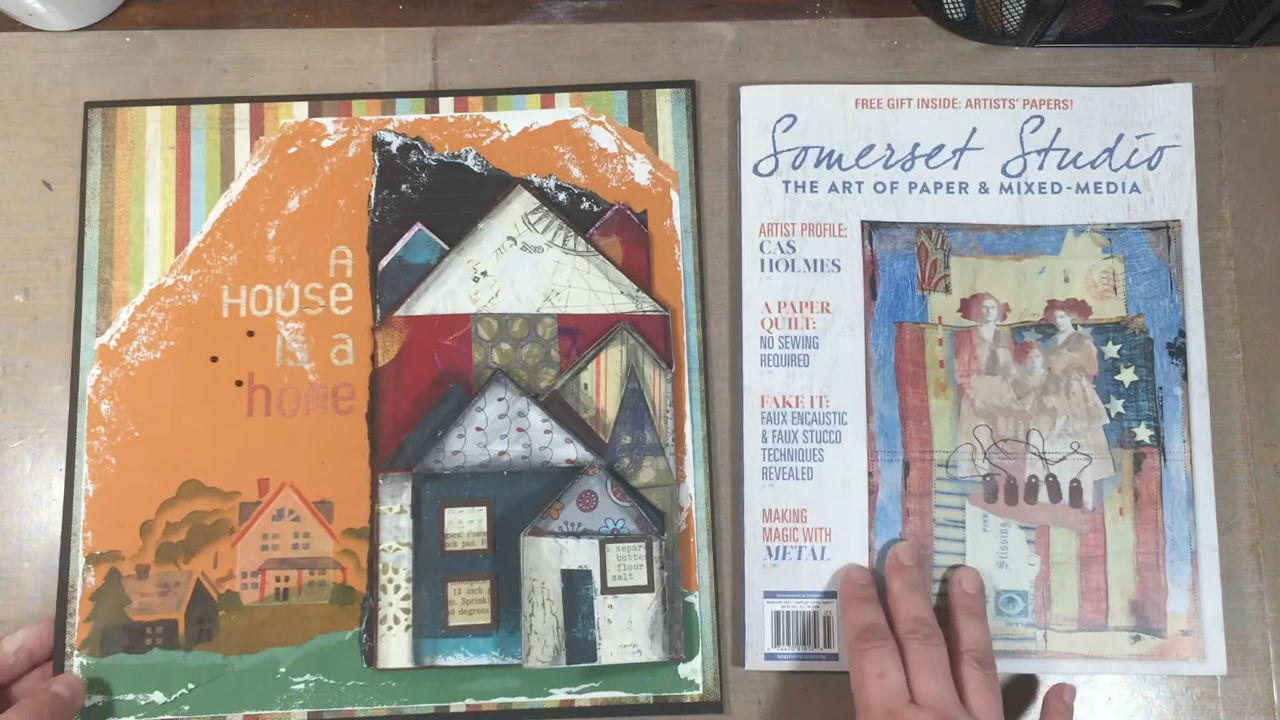 A
HOUSE
is a
home
13 inch
separ
butte
flour
salt
FREE GIFT INSIDE: ARTISTS' PAPERS!
Somerset Studio
THE ART OF PAPER & MIXED-MEDIA
ARTIST PROFILE:
CAS
HOLMES
A PAPER
QUILT:
NO SEWING
REQUIRED
FAKE IT:
FAUX ENCAUSTIC
& FAUX STUCCO
TECHNIQUES
REVEALED
MAKING
MAGIC WITH
METAL